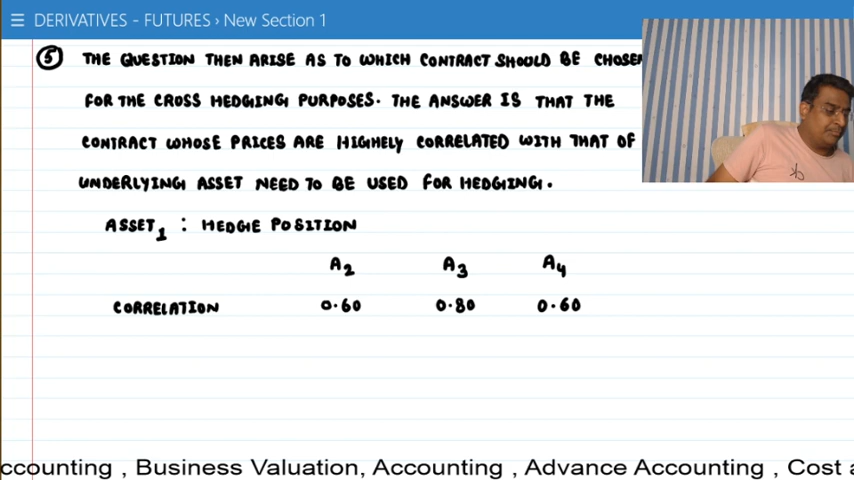 DERIVATIVES - FUTURES › New Section 1
5 THE QUESTION THEN ARISE AS TO WHICH CONTRACT SHOULD BE CHOSEN
FOR THE CROSS HEDGING PURPOSES. THE ANSWER IS THAT THE
CONTRACT WHOSE PRICES ARE HIGHELY CORRELATED WITH THAT OF
UNDERLYING ASSET NEED TO BE USED FOR HEDGING.
ASSET1 : HEDGE POSITION
A2 A3 A4
CORRELATION 0.60 0.80 0.60
ccounting , Business Valuation, Accounting , Advance Accounting , Cost a